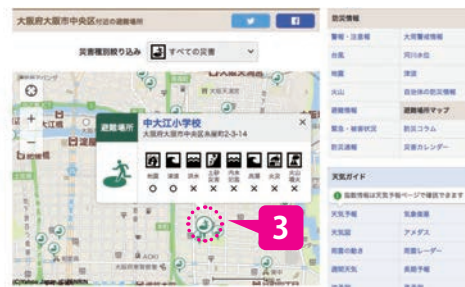 大阪府大阪市中央区付近の避難場所
災害種別絞り込み
すべての災害
避難場所
中大江小学校
大阪府大阪市中央区糸屋町2-3-14
地震 津波 洪水 土砂災害 内水氾濫 高潮 火災 火山噴火
○ ○ × × × × × ×
3
防災情報
警報・注意報 大雨警戒情報
台風 河川水位
地震 津波
火山 自治体の防災情報
避難情報 避難場所マップ
緊急・被害状況 防災コラム
防災速報 災害カレンダー
天気ガイド
天気予報 気象衛星
天気図 アメダス
雨雲の動き 雨雲レーダー
週間天気 長期予報